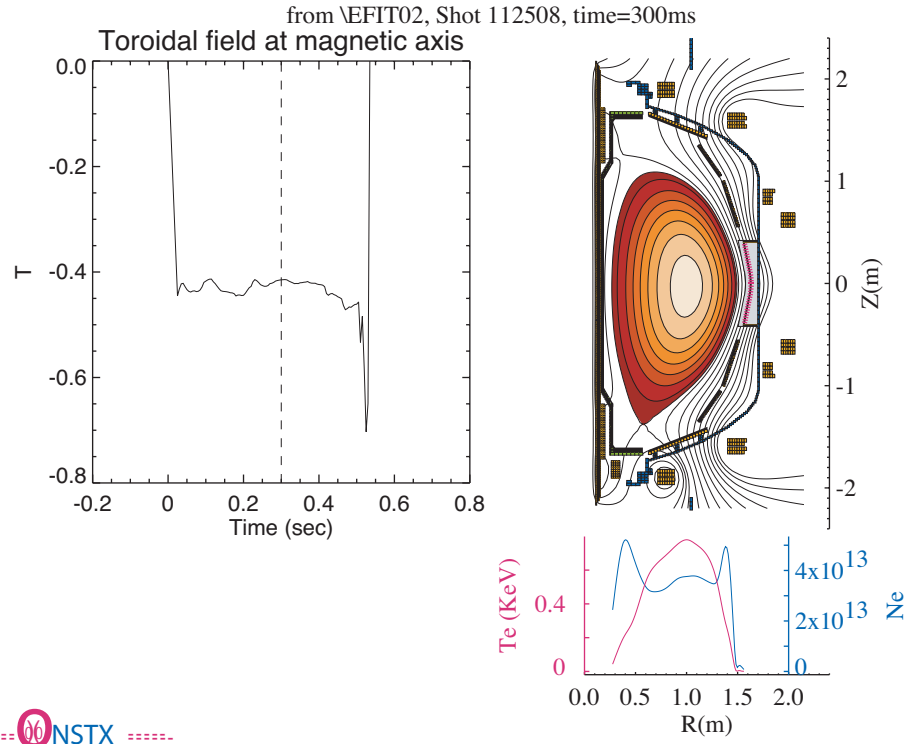 from \EFIT02, Shot 112508, time=300ms
Toroidal field at magnetic axis
0.0
-0.2
-0.4
-0.6
-0.8
T
-0.2 0 0.2 0.4 0.6 0.8
Time (sec)
2
1
0
-1
-2
Z(m)
Te (KeV)
0.4
0
4x10^13
2x10^13
0
Ne
0.0 0.5 1.0 1.5 2.0
R(m)
NSTX